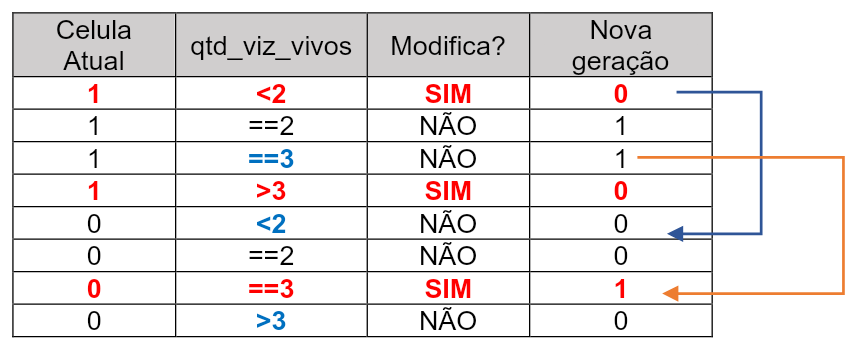 Celula Atual qtd_viz_vivos Modifica? Nova geração
1 <2 SIM 0
1 ==2 NÃO 1
1 ==3 NÃO 1
1 >3 SIM 0
0 <2 NÃO 0
0 ==2 NÃO 0
0 ==3 SIM 1
0 >3 NÃO 0